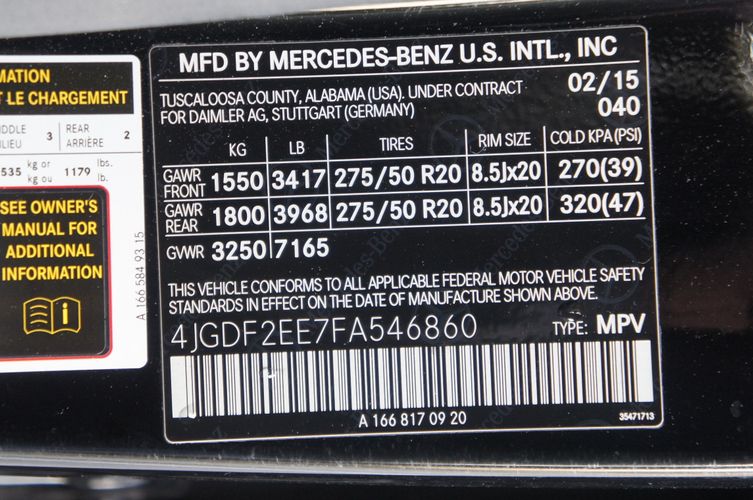 MATION
T LE CHARGEMENT
IDDLE
LIEU 3 REAR
ARRIÈRE 2
535 kg or
kg ou 1179 lbs.
lb.
SEE OWNER'S
MANUAL FOR
ADDITIONAL
INFORMATION
A 166 584 93 15
MFD BY MERCEDES-BENZ U.S. INTL., INC
TUSCALOOSA COUNTY, ALABAMA (USA). UNDER CONTRACT 02/15
FOR DAIMLER AG, STUTTGART (GERMANY) 040
KG LB TIRES RIM SIZE COLD KPA (PSI)
GAWR
FRONT 1550 3417 275/50 R20 8.5Jx20 270(39)
GAWR
REAR 1800 3968 275/50 R20 8.5Jx20 320(47)
GVWR 3250 7165
THIS VEHICLE CONFORMS TO ALL APPLICABLE FEDERAL MOTOR VEHICLE SAFETY
STANDARDS IN EFFECT ON THE DATE OF MANUFACTURE SHOWN ABOVE.
4JGDF2EE7FA546860 TYPE: MPV
A 166 817 09 20 35471713